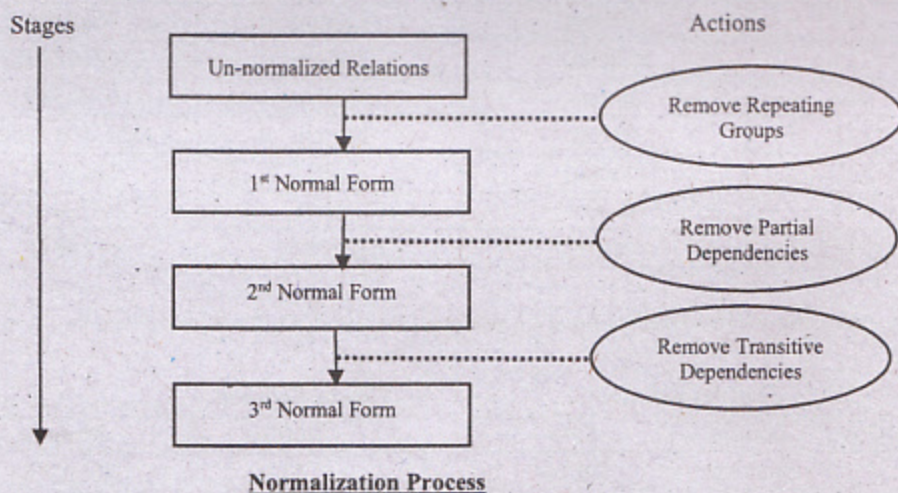 Stages
Actions
Un-normalized Relations
Remove Repeating
Groups
1st Normal Form
Remove Partial
Dependencies
2nd Normal Form
Remove Transitive
Dependencies
3rd Normal Form
Normalization Process